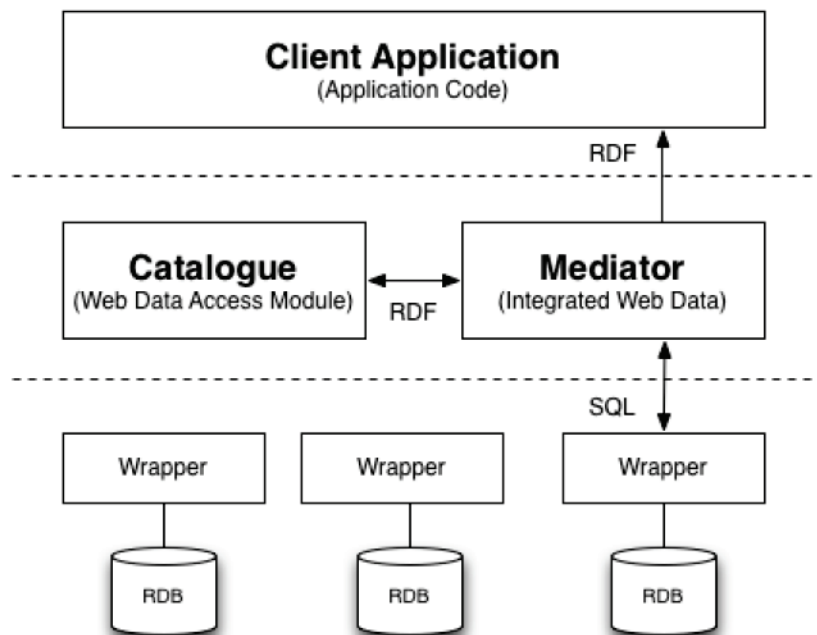 Client Application
(Application Code)
RDF
Catalogue
(Web Data Access Module)
RDF
Mediator
(Integrated Web Data)
SQL
Wrapper
Wrapper
Wrapper
RDB
RDB
RDB